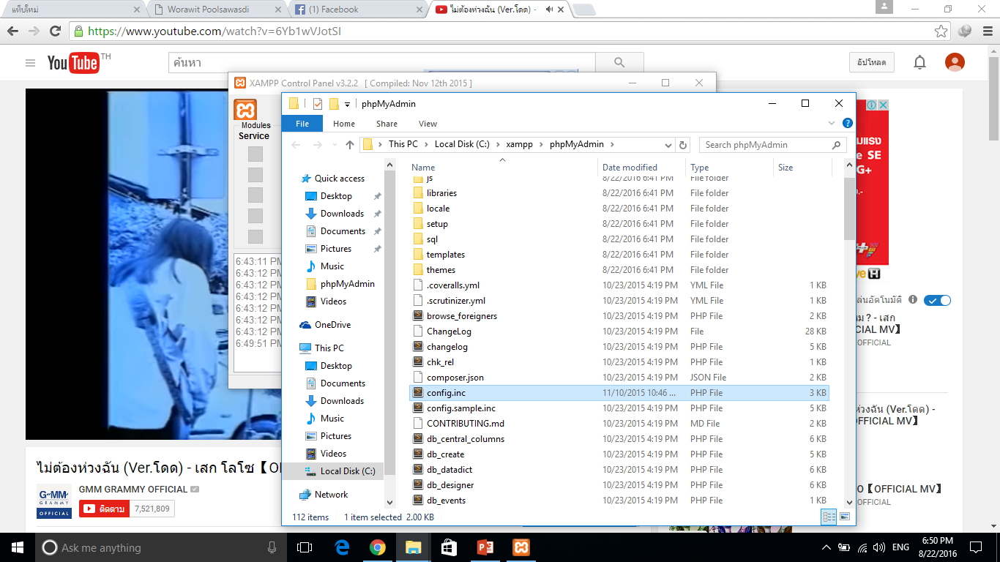 แท็บใหม่
Worawit Poolsawasdi
(1) Facebook
ไม่ต้องห่วงฉัน (Ver.โดด) -
https://www.youtube.com/watch?v=6Yb1wVJotSI
YouTube TH
ค้นหา
อัปโหลด
XAMPP Control Panel v3.2.2 [ Compiled: Nov 12th 2015 ]
Modules
Service
6:43:11 PM
6:43:12 PM
6:43:12 PM
6:43:12 PM
6:43:12 PM
6:43:12 PM
6:43:12 PM
6:49:51 PM
phpMyAdmin
File Home Share View
This PC Local Disk (C:) xampp phpMyAdmin
Search phpMyAdmin
Quick access
Desktop
Downloads
Documents
Pictures
Music
phpMyAdmin
Videos
OneDrive
This PC
Desktop
Documents
Downloads
Music
Pictures
Videos
Local Disk (C:)
Network
Name Date modified Type Size
js 8/22/2016 6:41 PM File folder
libraries 8/22/2016 6:41 PM File folder
locale 8/22/2016 6:41 PM File folder
setup 8/22/2016 6:41 PM File folder
sql 8/22/2016 6:41 PM File folder
templates 8/22/2016 6:41 PM File folder
themes 8/22/2016 6:41 PM File folder
.coveralls.yml 10/23/2015 4:19 PM YML File 1 KB
.scrutinizer.yml 10/23/2015 4:19 PM YML File 1 KB
browse_foreigners 10/23/2015 4:19 PM PHP File 2 KB
ChangeLog 10/23/2015 4:19 PM File 28 KB
changelog 10/23/2015 4:19 PM PHP File 5 KB
chk_rel 10/23/2015 4:19 PM PHP File 1 KB
composer.json 10/23/2015 4:19 PM JSON File 2 KB
config.inc 11/10/2015 10:46 ... PHP File 3 KB
config.sample.inc 10/23/2015 4:19 PM PHP File 5 KB
CONTRIBUTING.md 10/23/2015 4:19 PM MD File 2 KB
db_central_columns 10/23/2015 4:19 PM PHP File 6 KB
db_create 10/23/2015 4:19 PM PHP File 5 KB
db_datadict 10/23/2015 4:19 PM PHP File 6 KB
db_designer 10/23/2015 4:19 PM PHP File 6 KB
db_events 10/23/2015 4:19 PM PHP File 1 KB
112 items 1 item selected 2.00 KB
SE
G+
ล่นอัตโนมัติ
ม ? - เสก
CIAL MV】
OFFICIAL
ห่วงฉัน (Ver.โดด) -
OFFICIAL MV】
O【OFFICIAL MV】
OFFICIAL
ไม่ต้องห่วงฉัน (Ver.โดด) - เสก โลโซ【O
G"MM GRAMMY OFFICIAL
GMM GRAMMY OFFICIAL
ติดตาม 7,521,809
Ask me anything
ENG
6:50 PM
8/22/2016